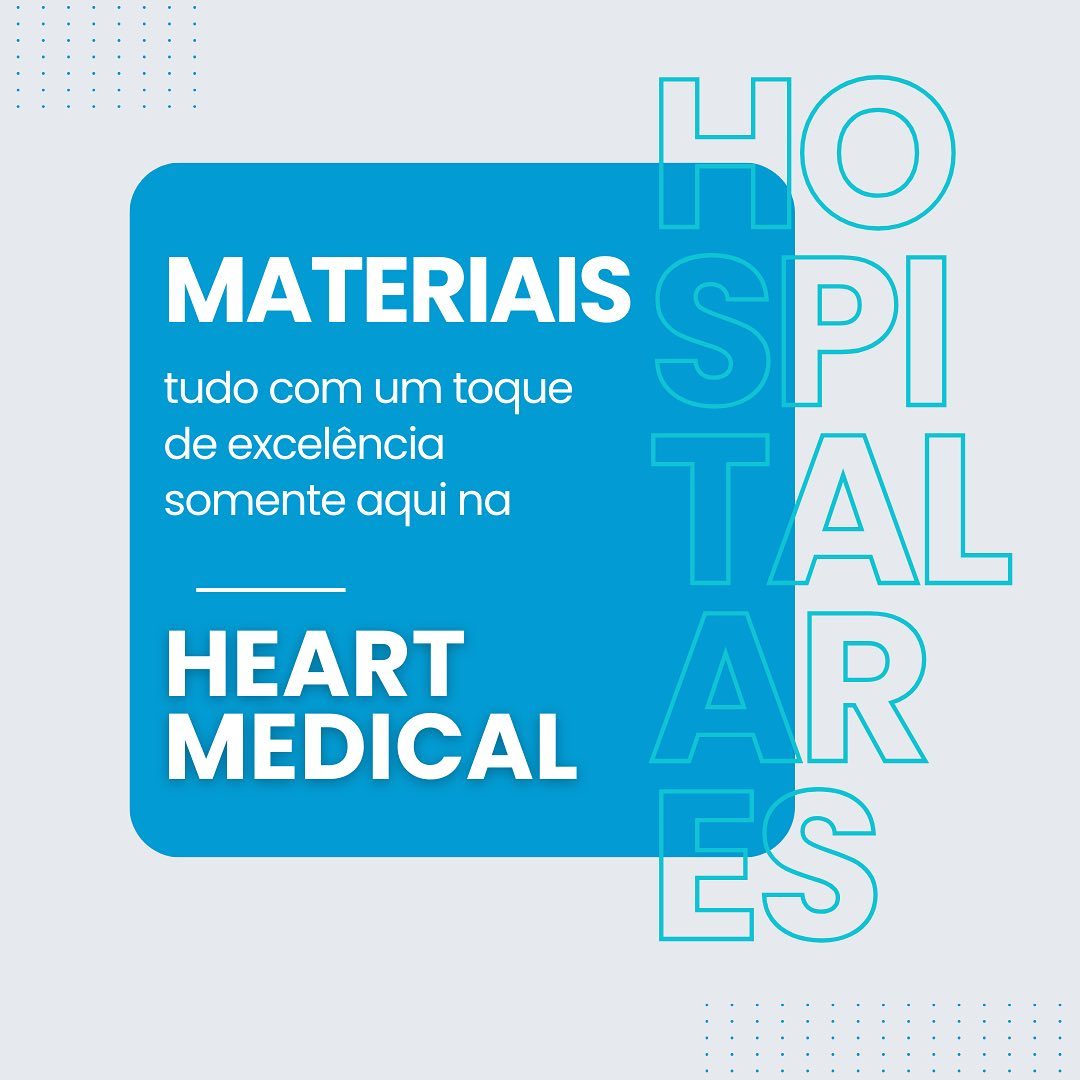 MATERIAIS
tudo com um toque
de excelência
somente aqui na
HEART
MEDICAL
HO
SPI
TAL
AR
ES